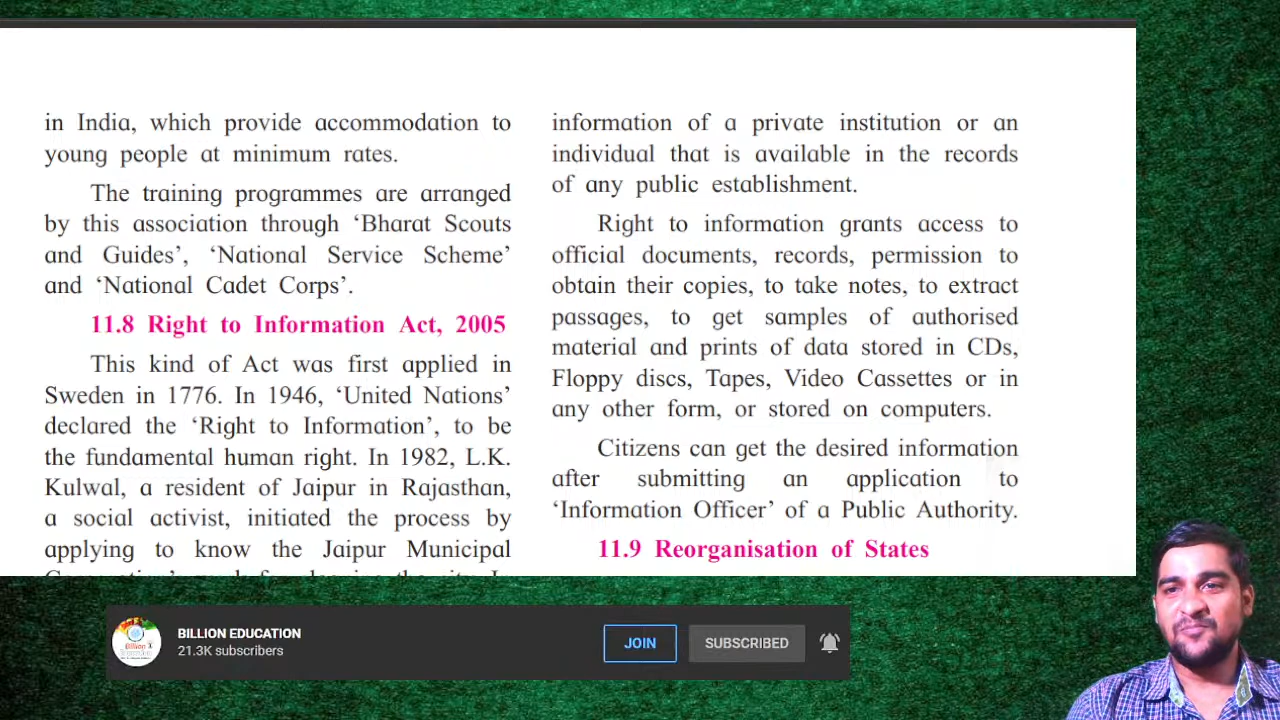 in India, which provide accommodation to
young people at minimum rates.
The training programmes are arranged
by this association through ‘Bharat Scouts
and Guides’, ‘National Service Scheme’
and ‘National Cadet Corps’.
11.8 Right to Information Act, 2005
This kind of Act was first applied in
Sweden in 1776. In 1946, ‘United Nations’
declared the ‘Right to Information’, to be
the fundamental human right. In 1982, L.K.
Kulwal, a resident of Jaipur in Rajasthan,
a social activist, initiated the process by
applying to know the Jaipur Municipal
information of a private institution or an
individual that is available in the records
of any public establishment.
Right to information grants access to
official documents, records, permission to
obtain their copies, to take notes, to extract
passages, to get samples of authorised
material and prints of data stored in CDs,
Floppy discs, Tapes, Video Cassettes or in
any other form, or stored on computers.
Citizens can get the desired information
after submitting an application to
‘Information Officer’ of a Public Authority.
11.9 Reorganisation of States
BILLION EDUCATION
21.3K subscribers
JOIN
SUBSCRIBED